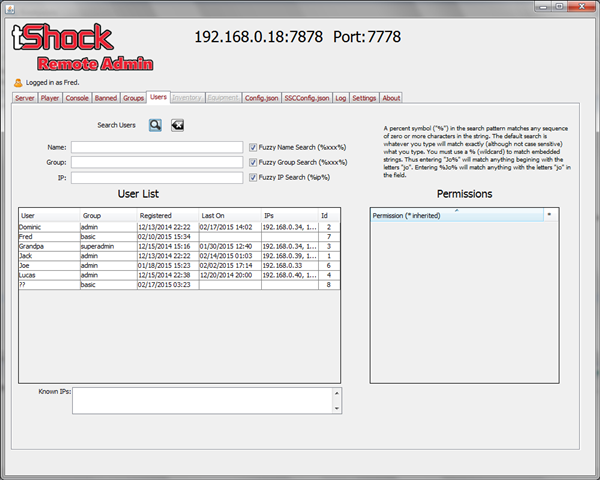 tShock
Remote Admin
192.168.0.18:7878 Port:7778
Logged in as Fred.
Server Player Console Banned Groups Users Inventory Equipment Config.json SSCConfig.json Log Settings About
Search Users
Name: Fuzzy Name Search (%xxx%)
Group: Fuzzy Group Search (%xxx%)
IP: Fuzzy IP Search (%ip%)
A percent symbol ("%") in the search pattern matches any sequence
of zero or more characters in the string. The default search is
whatever you type will match exactly (although not case sensitive)
what you type. You must use a % (wildcard) to match embedded
strings. Thus entering "Jo%" will match anything begining with the
letters "jo". Entering %Jo% will match anything with the letters "jo" in
the field.
User List
User Group Registered Last On IPs Id
Dominic admin 12/13/2014 22:22 02/17/2015 14:02 192.168.0.34, 1... 2
Fred basic 02/10/2015 15:34 7
Grandpa superadmin 12/15/2014 15:16 01/30/2015 12:40 192.168.0.34, 1... 3
Jack admin 12/13/2014 22:22 02/14/2015 01:03 192.168.0.39, 1... 1
Joe admin 01/18/2015 15:23 02/02/2015 17:14 192.168.0.33 6
Lucas admin 12/15/2014 22:38 12/20/2014 20:00 192.168.0.40, 1... 4
?? basic 02/17/2015 03:23 8
Permissions
Permission (* inherited) *
Known IPs: